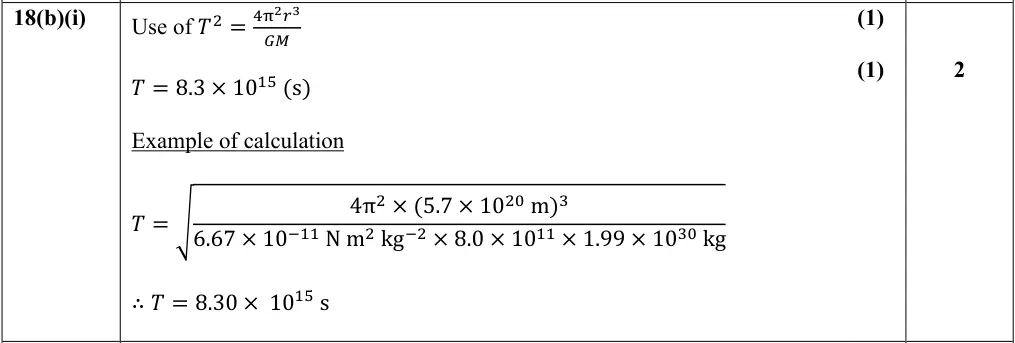 18(b)(i) Use of 𝑇² = 4π²𝑟³/𝐺𝑀 (1)
𝑇 = 8.3 × 10¹⁵ (s) (1) 2
Example of calculation
𝑇 = √(4π² × (5.7 × 10²⁰ m)³ / 6.67 × 10⁻¹¹ N m² kg⁻² × 8.0 × 10¹¹ × 1.99 × 10³⁰ kg)
∴ 𝑇 = 8.30 × 10¹⁵ s